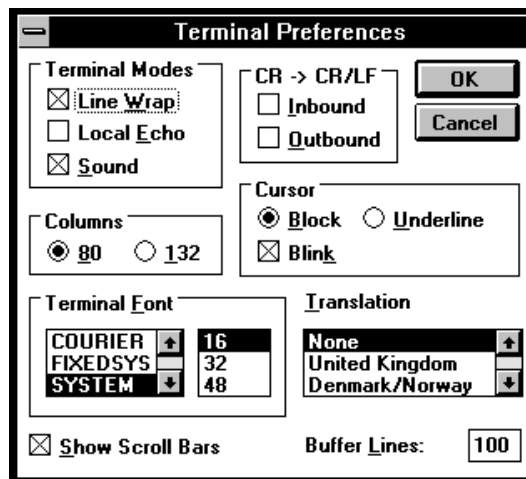 Terminal Preferences
Terminal Modes
Line Wrap
Local Echo
Sound
CR -> CR/LF
Inbound
Outbound
OK
Cancel
Columns
80 132
Cursor
Block Underline
Blink
Terminal Font
COURIER
FIXEDSYS
SYSTEM
16
32
48
Translation
None
United Kingdom
Denmark/Norway
Show Scroll Bars
Buffer Lines: 100